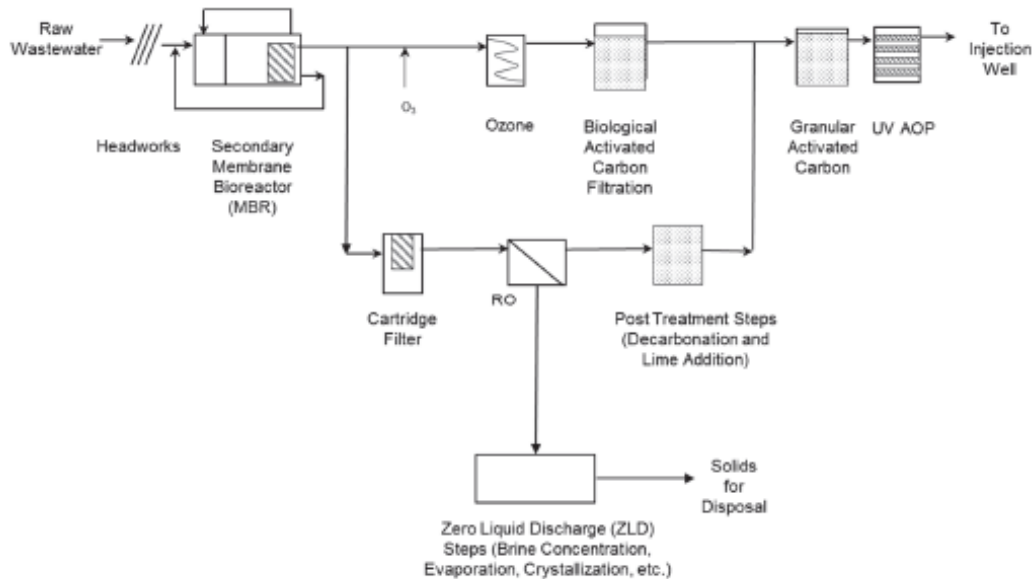 Raw
Wastewater
To
Injection
Well
O₃
Ozone
Biological
Activated
Carbon
Filtration
Granular
Activated
Carbon
UV AOP
Headworks
Secondary
Membrane
Bioreactor
(MBR)
Cartridge
Filter
RO
Post Treatment Steps
(Decarbonation and
Lime Addition)
Solids
for
Disposal
Zero Liquid Discharge (ZLD)
Steps (Brine Concentration,
Evaporation, Crystallization, etc.)